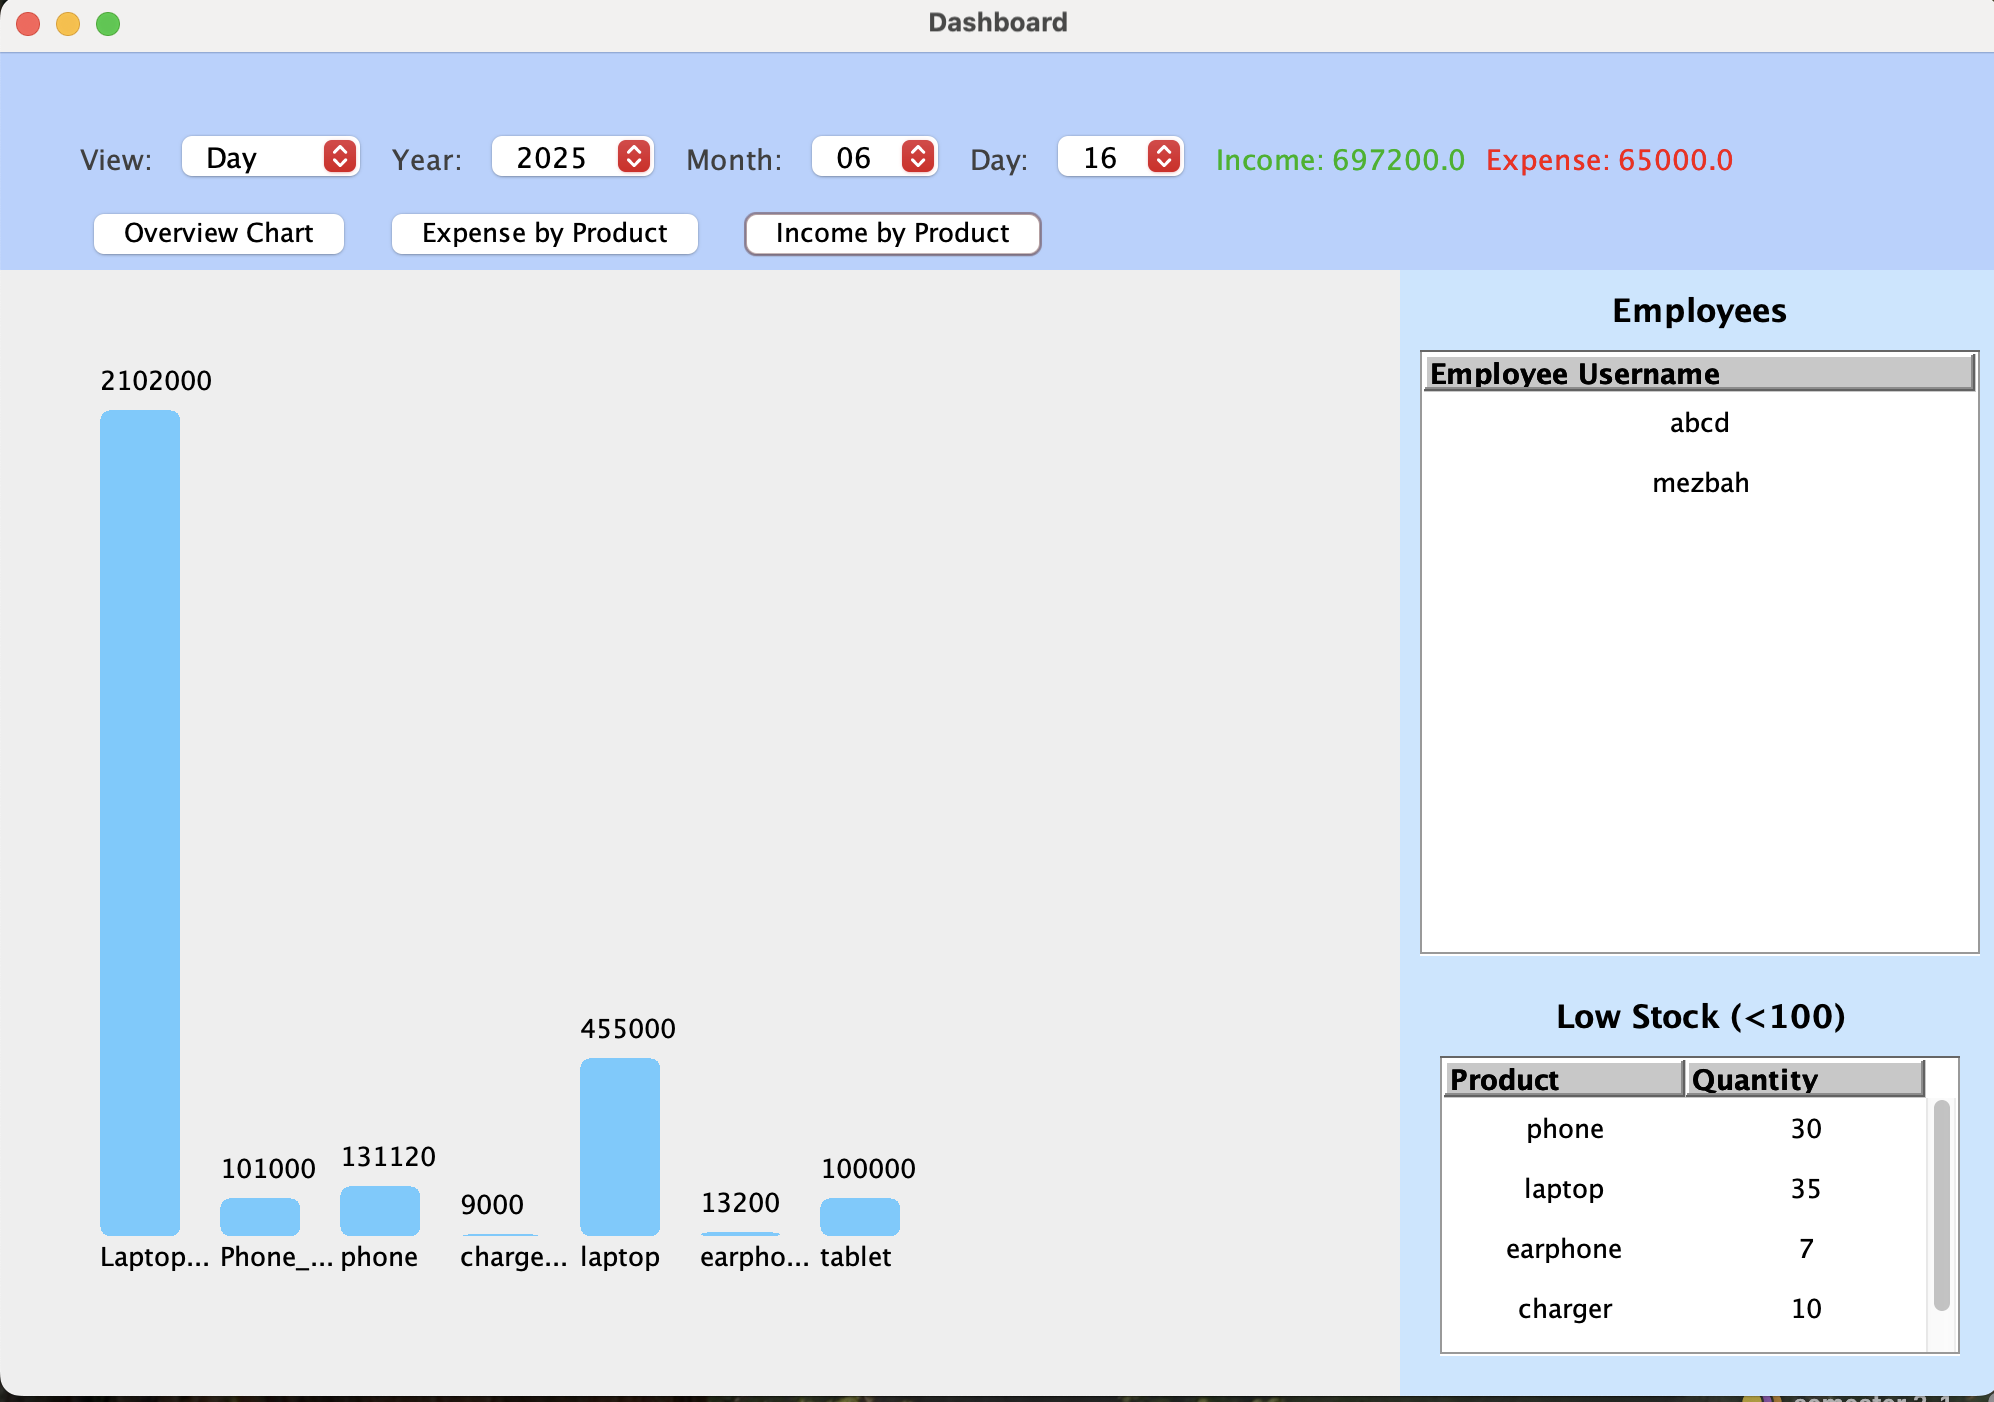 Dashboard
View: Day Year: 2025 Month: 06 Day: 16 Income: 697200.0 Expense: 65000.0
Overview Chart Expense by Product Income by Product
2102000
455000
131120
101000
100000
9000
13200
Laptop... Phone_... phone charge... laptop earpho... tablet
Employees
Employee Username
abcd
mezbah
Low Stock (<100)
Product Quantity
phone 30
laptop 35
earphone 7
charger 10